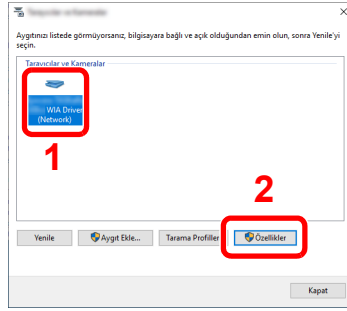 Aygıtınızı listede görmüyorsanız, bilgisayara bağlı ve açık olduğundan emin olun, sonra Yenile'yi
seçin.
Tarayıcılar ve Kameralar
WIA Driver
(Network)
1
2
Yenile
Aygıt Ekle...
Tarama Profiller
Özellikler
Kapat